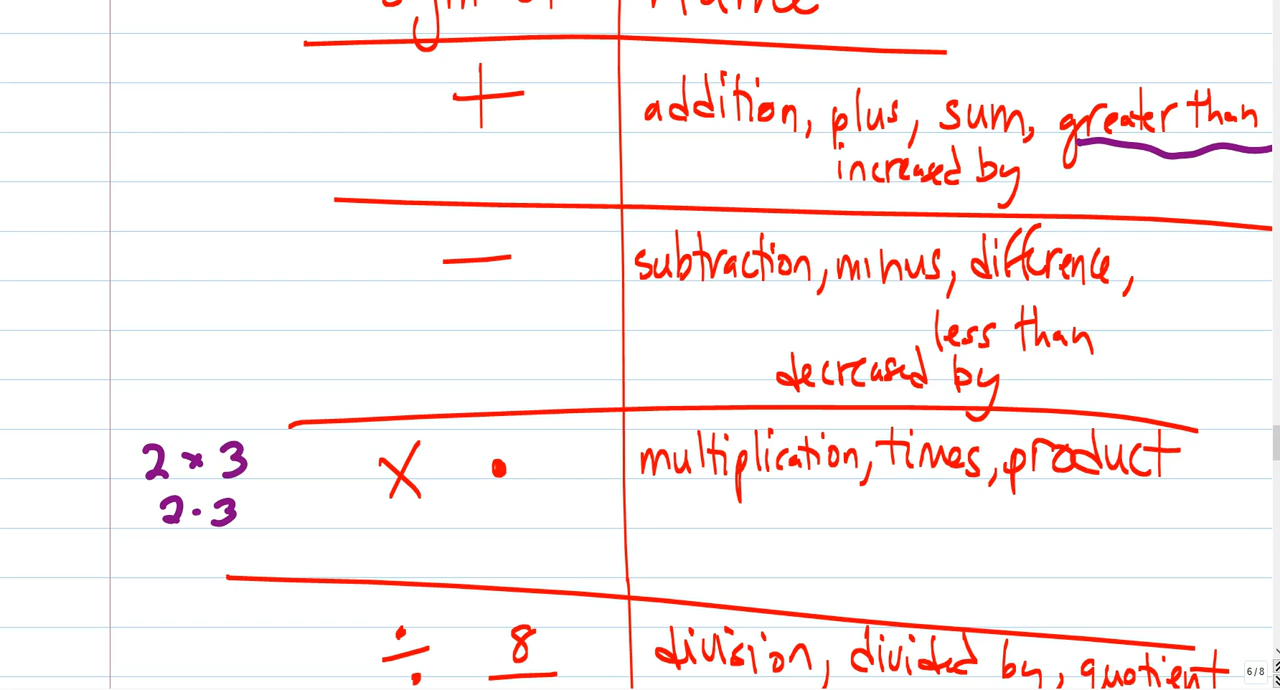 + addition, plus, sum, greater than
increased by
− subtraction, minus, difference,
less than
decreased by
2 × 3 × • multiplication, times, product
2 · 3
÷ 8 division, divided by, quotient
6/8